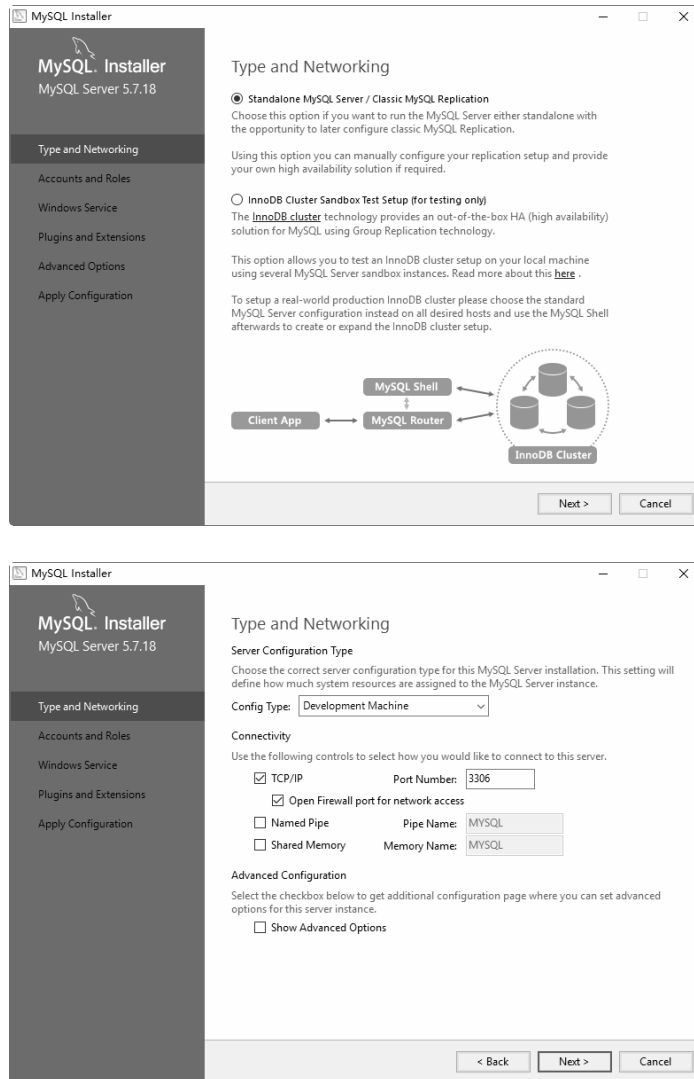 MySQL Installer
MySQL. Installer
MySQL Server 5.7.18
Type and Networking
Accounts and Roles
Windows Service
Plugins and Extensions
Advanced Options
Apply Configuration
Type and Networking
Standalone MySQL Server / Classic MySQL Replication
Choose this option if you want to run the MySQL Server either standalone with
the opportunity to later configure classic MySQL Replication.
Using this option you can manually configure your replication setup and provide
your own high availability solution if required.
InnoDB Cluster Sandbox Test Setup (for testing only)
The InnoDB cluster technology provides an out-of-the-box HA (high availability)
solution for MySQL using Group Replication technology.
This option allows you to test an InnoDB cluster setup on your local machine
using several MySQL Server sandbox instances. Read more about this here .
To setup a real-world production InnoDB cluster please choose the standard
MySQL Server configuration instead on all desired hosts and use the MySQL Shell
afterwards to create or expand the InnoDB cluster setup.
MySQL Shell
Client App
MySQL Router
InnoDB Cluster
Next >
Cancel
MySQL Installer
MySQL. Installer
MySQL Server 5.7.18
Type and Networking
Accounts and Roles
Windows Service
Plugins and Extensions
Apply Configuration
Type and Networking
Server Configuration Type
Choose the correct server configuration type for this MySQL Server installation. This setting will
define how much system resources are assigned to the MySQL Server instance.
Config Type: Development Machine
Connectivity
Use the following controls to select how you would like to connect to this server.
TCP/IP Port Number: 3306
Open Firewall port for network access
Named Pipe Pipe Name: MYSQL
Shared Memory Memory Name: MYSQL
Advanced Configuration
Select the checkbox below to get additional configuration page where you can set advanced
options for this server instance.
Show Advanced Options
< Back
Next >
Cancel